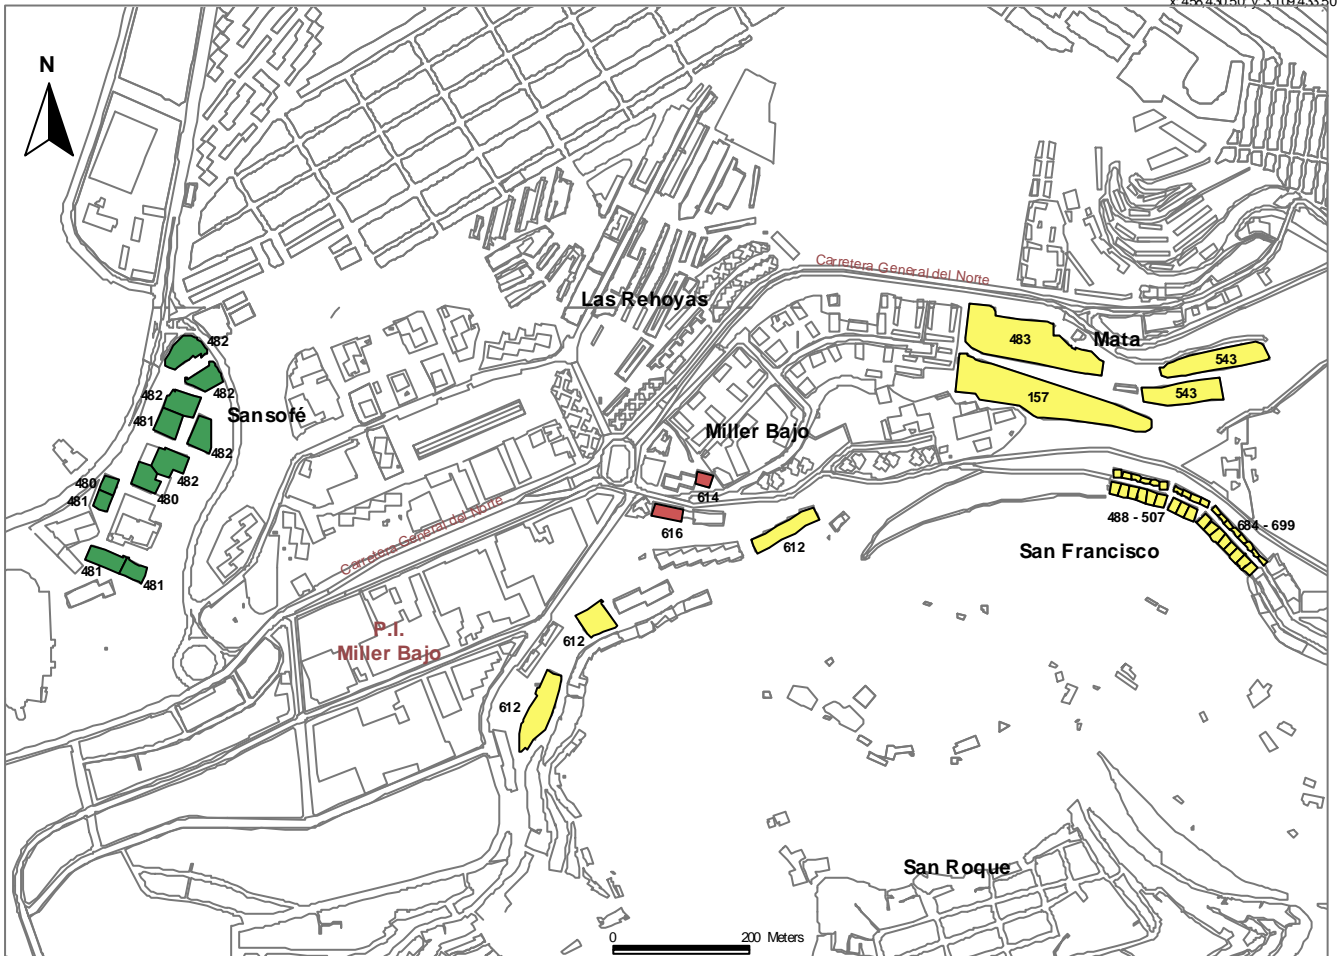 N
Carretera General del Norte
Las Rehoyas
482
483
Mata
543
482
482
157
543
481
Sansofé
Miller Bajo
482
482
480
480
481
614
616
612
488 - 507
684 - 699
San Francisco
Carretera General del Norte
481
481
612
P.I.
Miller Bajo
612
San Roque
0
200 Meters